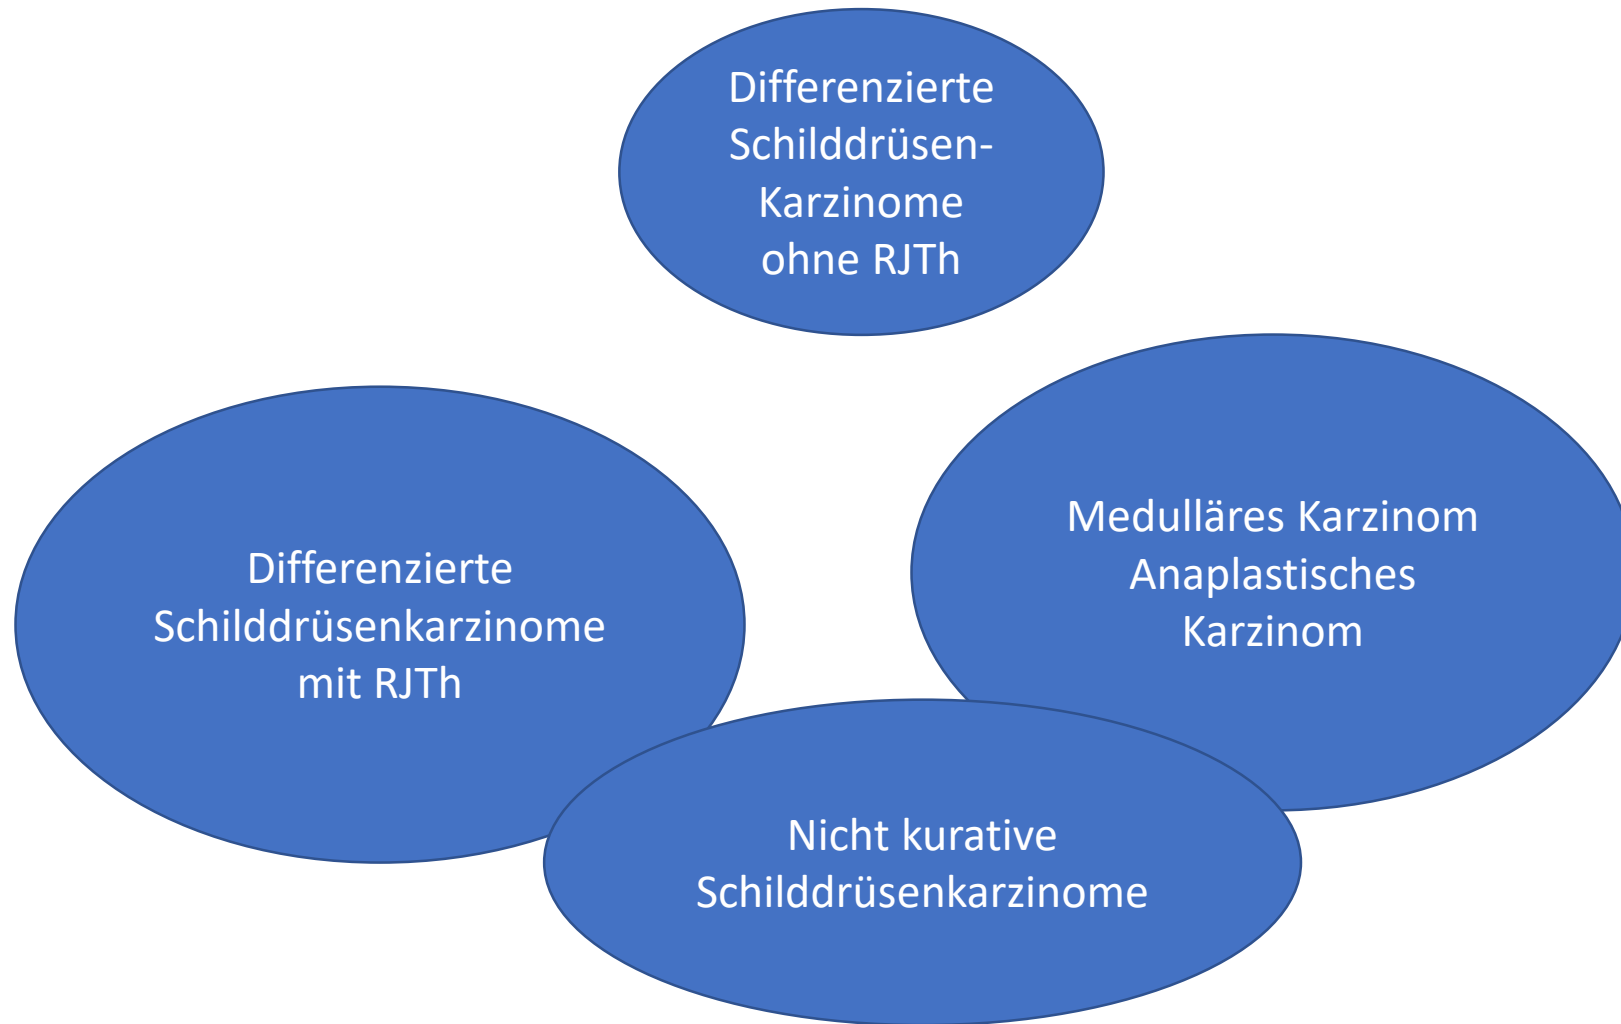 Differenzierte
Schilddrüsen-
Karzinome
ohne RJTh
Differenzierte
Schilddrüsenkarzinome
mit RJTh
Medulläres Karzinom
Anaplastisches
Karzinom
Nicht kurative
Schilddrüsenkarzinome